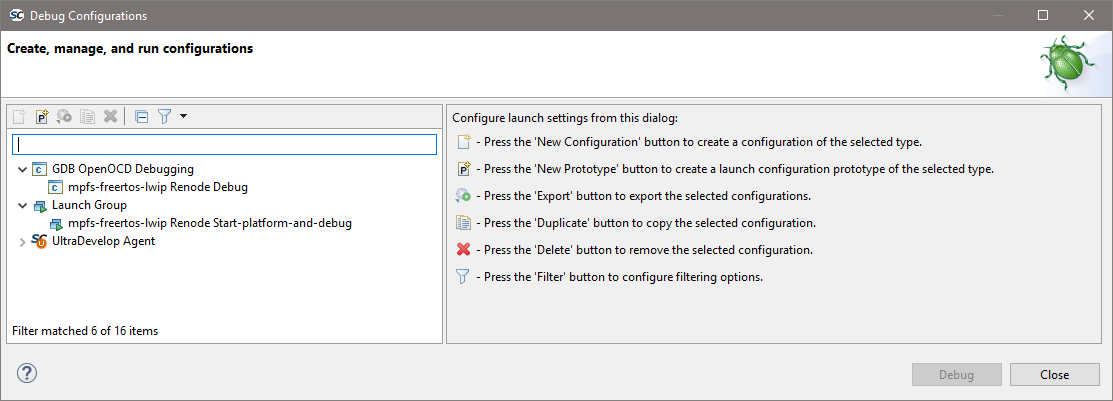 Debug Configurations
Create, manage, and run configurations
GDB OpenOCD Debugging
mpfs-freertos-lwip Renode Debug
Launch Group
mpfs-freertos-lwip Renode Start-platform-and-debug
UltraDevelop Agent
Filter matched 6 of 16 items
Configure launch settings from this dialog:
- Press the 'New Configuration' button to create a configuration of the selected type.
- Press the 'New Prototype' button to create a launch configuration prototype of the selected type.
- Press the 'Export' button to export the selected configurations.
- Press the 'Duplicate' button to copy the selected configuration.
- Press the 'Delete' button to remove the selected configuration.
- Press the 'Filter' button to configure filtering options.
Debug
Close